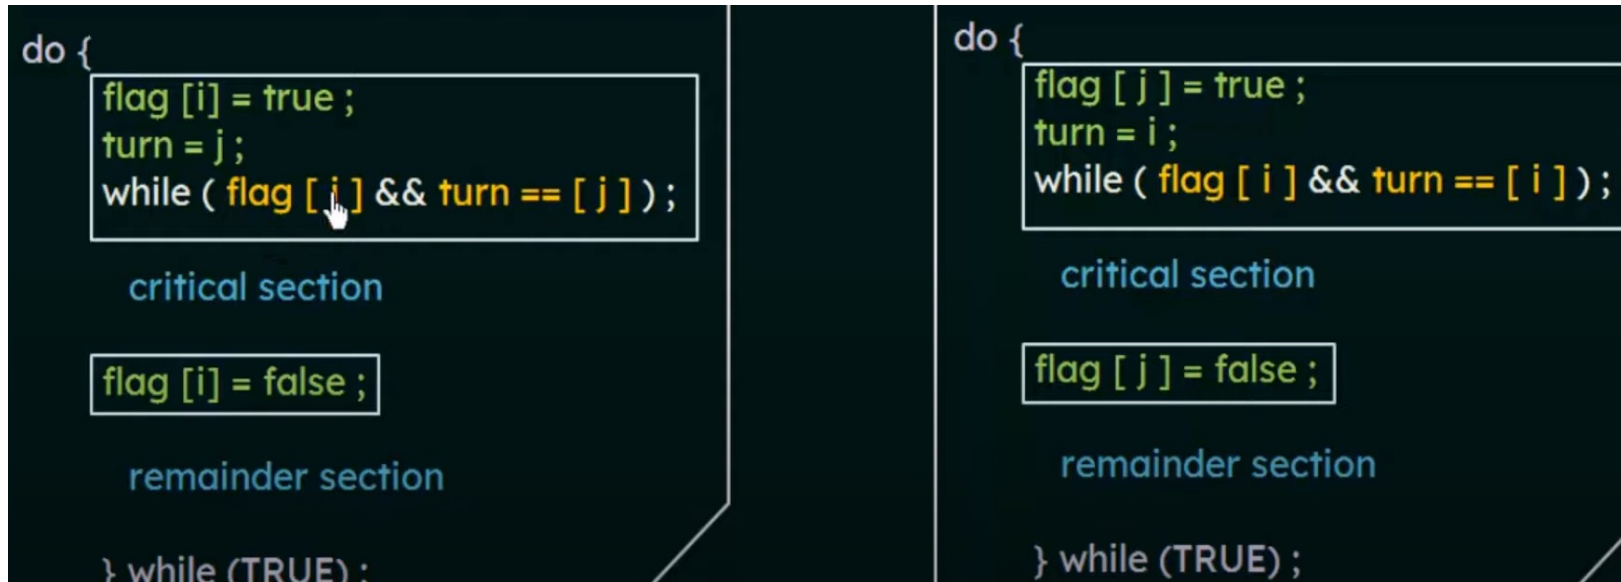 do {
flag [i] = true ;
turn = j ;
while ( flag [ j ] && turn == [ j ] ) ;
critical section
flag [i] = false ;
remainder section
} while (TRUE) ;
do {
flag [ j ] = true ;
turn = i ;
while ( flag [ i ] && turn == [ i ] ) ;
critical section
flag [ j ] = false ;
remainder section
} while (TRUE) ;